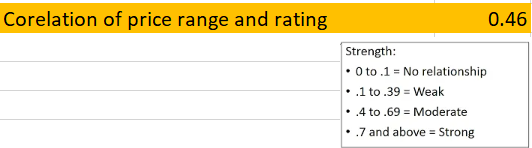 Corelation of price range and rating 0.46
Strength:
• 0 to .1 = No relationship
• .1 to .39 = Weak
• .4 to .69 = Moderate
• .7 and above = Strong